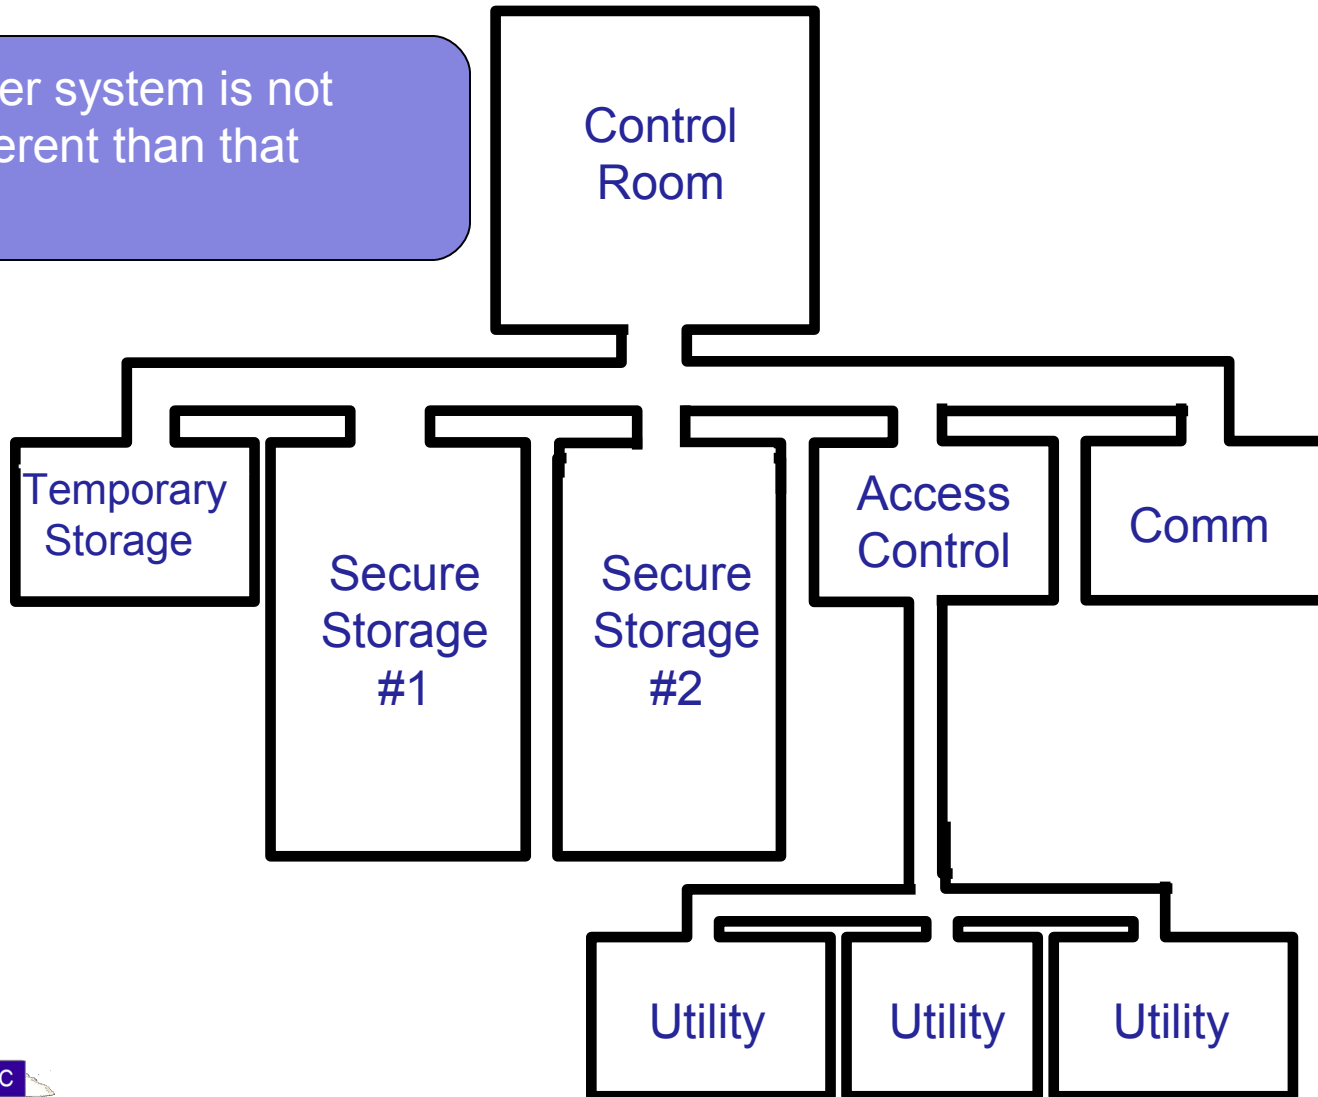 er system is not
erent than that
Control
Room
Temporary
Storage
Secure
Storage
#1
Secure
Storage
#2
Access
Control
Comm
Utility
Utility
Utility
C